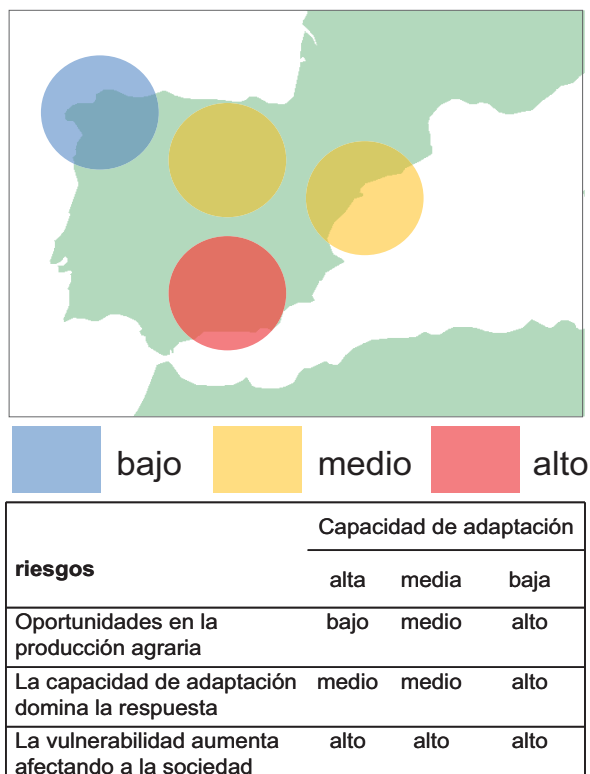 bajo medio alto
Capacidad de adaptación
riesgos
alta media baja
Oportunidades en la bajo medio alto
producción agraria
La capacidad de adaptación medio medio alto
domina la respuesta
La vulnerabilidad aumenta alto alto alto
afectando a la sociedad